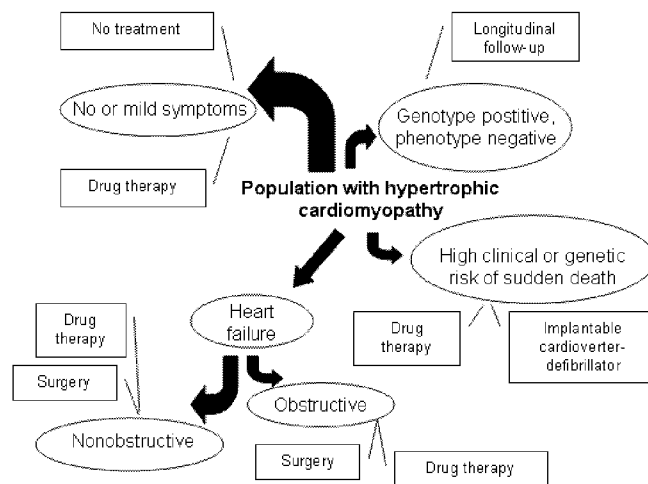 No treatment
Longitudinal
follow-up
No or mild symptoms
Genotype postitive,
phenotype negative
Drug therapy
Population with hypertrophic
cardiomyopathy
High clinical or genetic
risk of sudden death
Heart
failure
Drug
therapy
Drug
therapy
Implantable
cardioverter-
defibrillator
Surgery
Obstructive
Nonobstructive
Surgery
Drug therapy